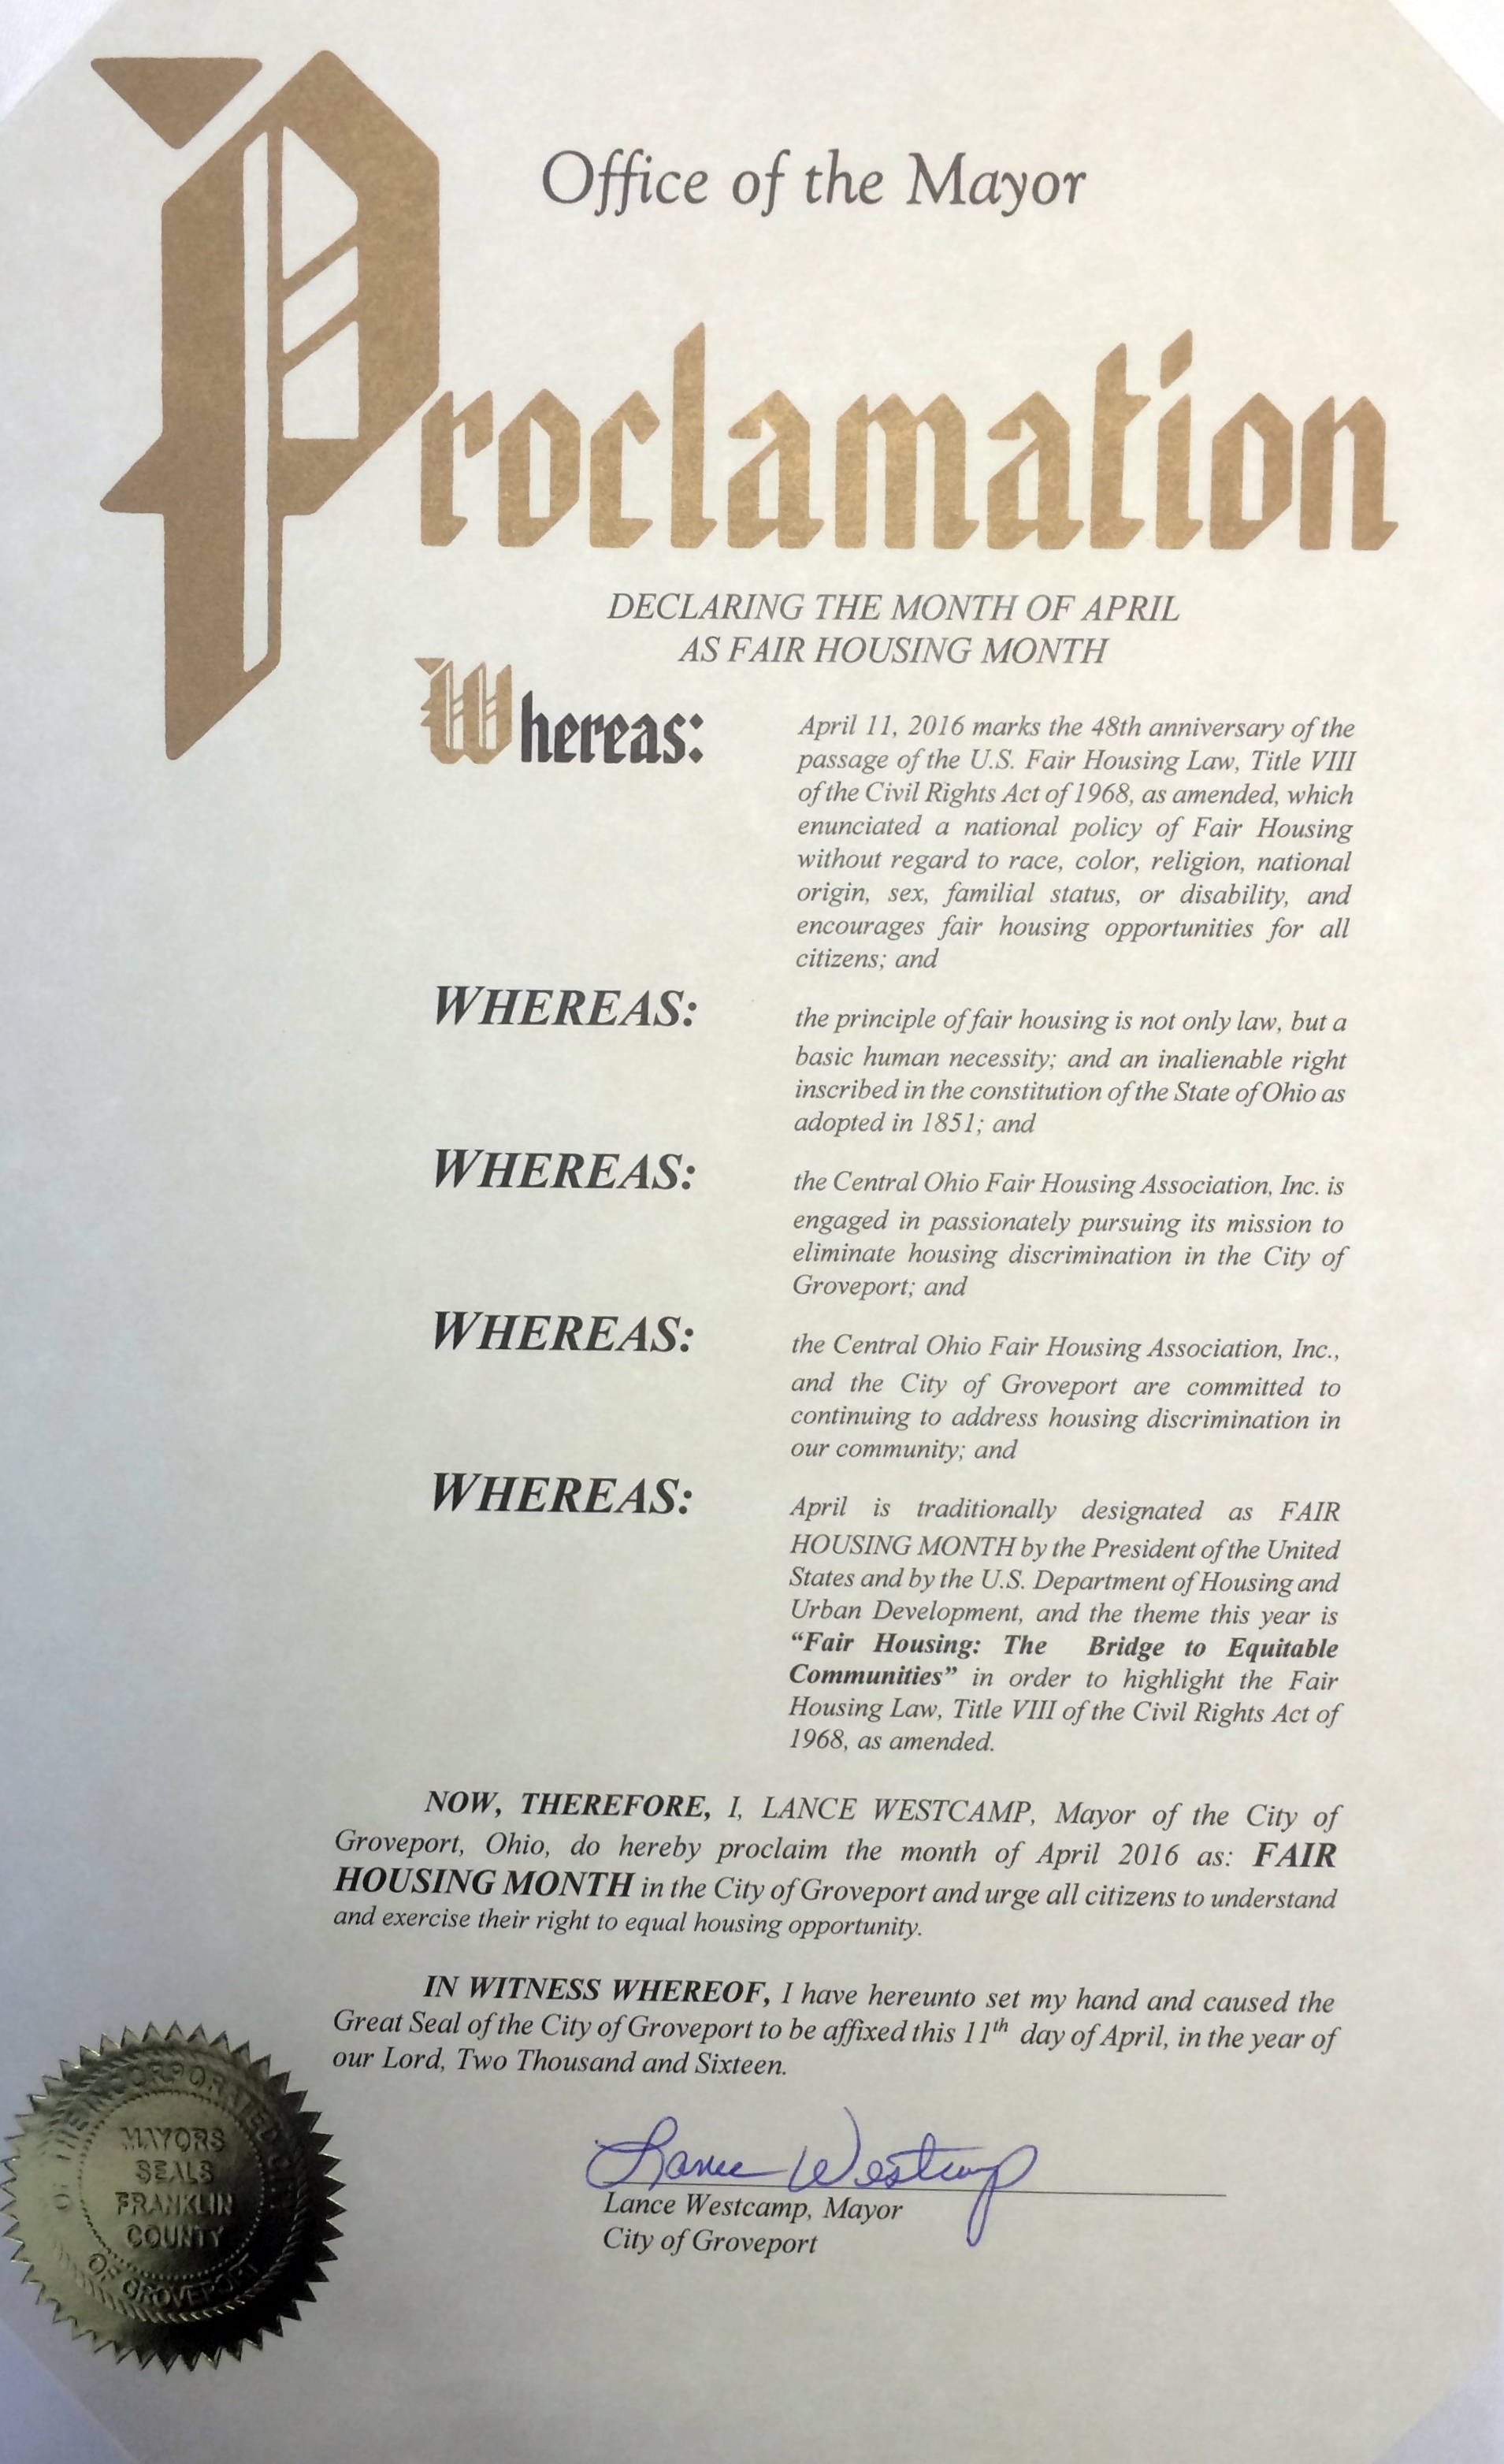 Office of the Mayor
Proclamation
DECLARING THE MONTH OF APRIL
AS FAIR HOUSING MONTH
Whereas:
April 11, 2016 marks the 48th anniversary of the
passage of the U.S. Fair Housing Law, Title VIII
of the Civil Rights Act of 1968, as amended, which
enunciated a national policy of Fair Housing
without regard to race, color, religion, national
origin, sex, familial status, or disability, and
encourages fair housing opportunities for all
citizens; and
WHEREAS:
the principle of fair housing is not only law, but a
basic human necessity; and an inalienable right
inscribed in the constitution of the State of Ohio as
adopted in 1851; and
WHEREAS:
the Central Ohio Fair Housing Association, Inc. is
engaged in passionately pursuing its mission to
eliminate housing discrimination in the City of
Groveport; and
WHEREAS:
the Central Ohio Fair Housing Association, Inc.,
and the City of Groveport are committed to
continuing to address housing discrimination in
our community; and
WHEREAS:
April is traditionally designated as FAIR
HOUSING MONTH by the President of the United
States and by the U.S. Department of Housing and
Urban Development, and the theme this year is
“Fair Housing: The Bridge to Equitable
Communities” in order to highlight the Fair
Housing Law, Title VIII of the Civil Rights Act of
1968, as amended.
NOW, THEREFORE, I, LANCE WESTCAMP, Mayor of the City of
Groveport, Ohio, do hereby proclaim the month of April 2016 as: FAIR
HOUSING MONTH in the City of Groveport and urge all citizens to understand
and exercise their right to equal housing opportunity.
IN WITNESS WHEREOF, I have hereunto set my hand and caused the
Great Seal of the City of Groveport to be affixed this 11th day of April, in the year of
our Lord, Two Thousand and Sixteen.
Lance Westcamp
Lance Westcamp, Mayor
City of Groveport
OF THE INCORPORATED
MAYORS
SEALS
FRANKLIN
COUNTY
OF GROVEPORT